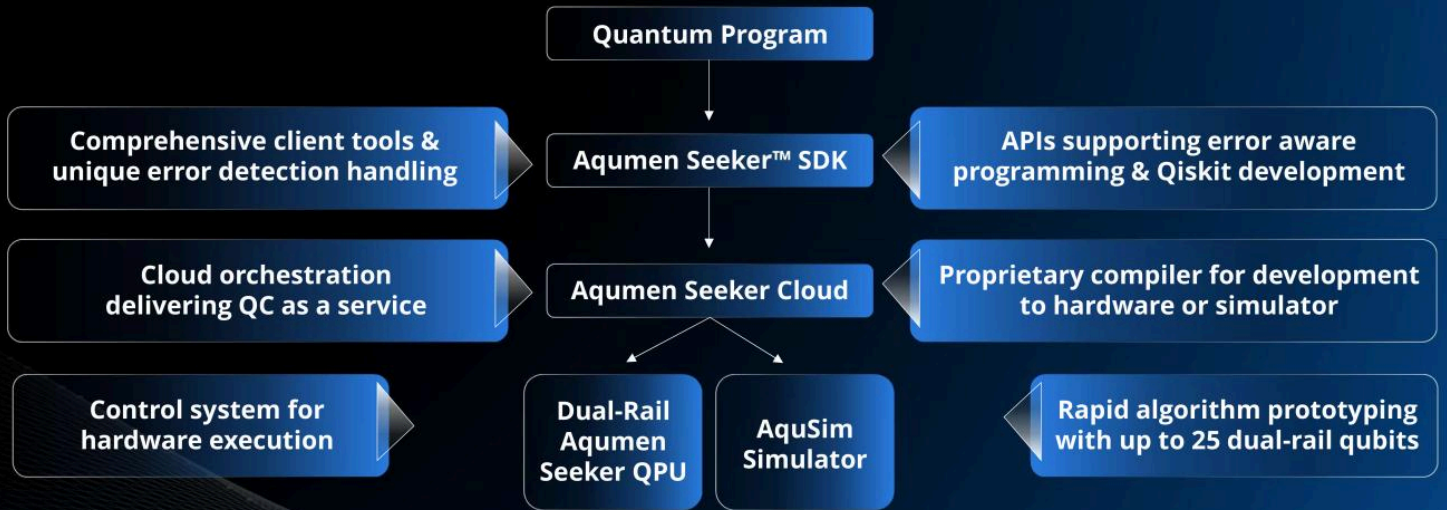 Quantum Program
Comprehensive client tools &
unique error detection handling
Aqumen Seeker™ SDK
APIs supporting error aware
programming & Qiskit development
Cloud orchestration
delivering QC as a service
Aqumen Seeker Cloud
Proprietary compiler for development
to hardware or simulator
Control system for
hardware execution
Dual-Rail
Aqumen
Seeker QPU
AquSim
Simulator
Rapid algorithm prototyping
with up to 25 dual-rail qubits